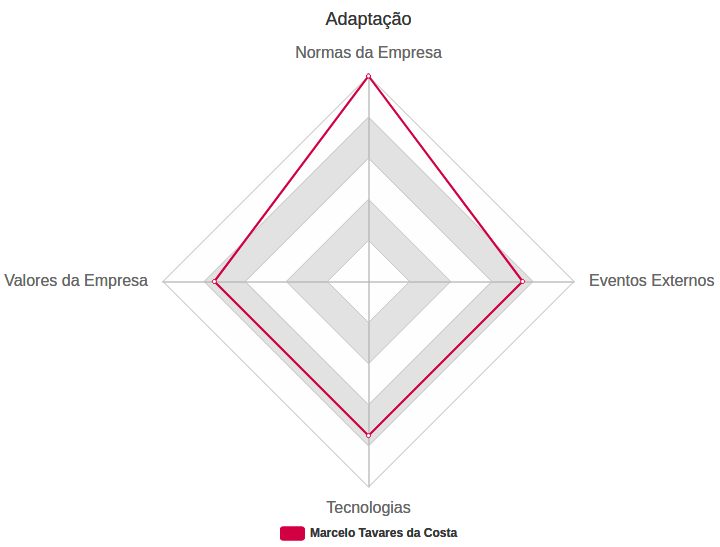 Adaptação
Normas da Empresa
Valores da Empresa
Eventos Externos
Tecnologias
Marcelo Tavares da Costa